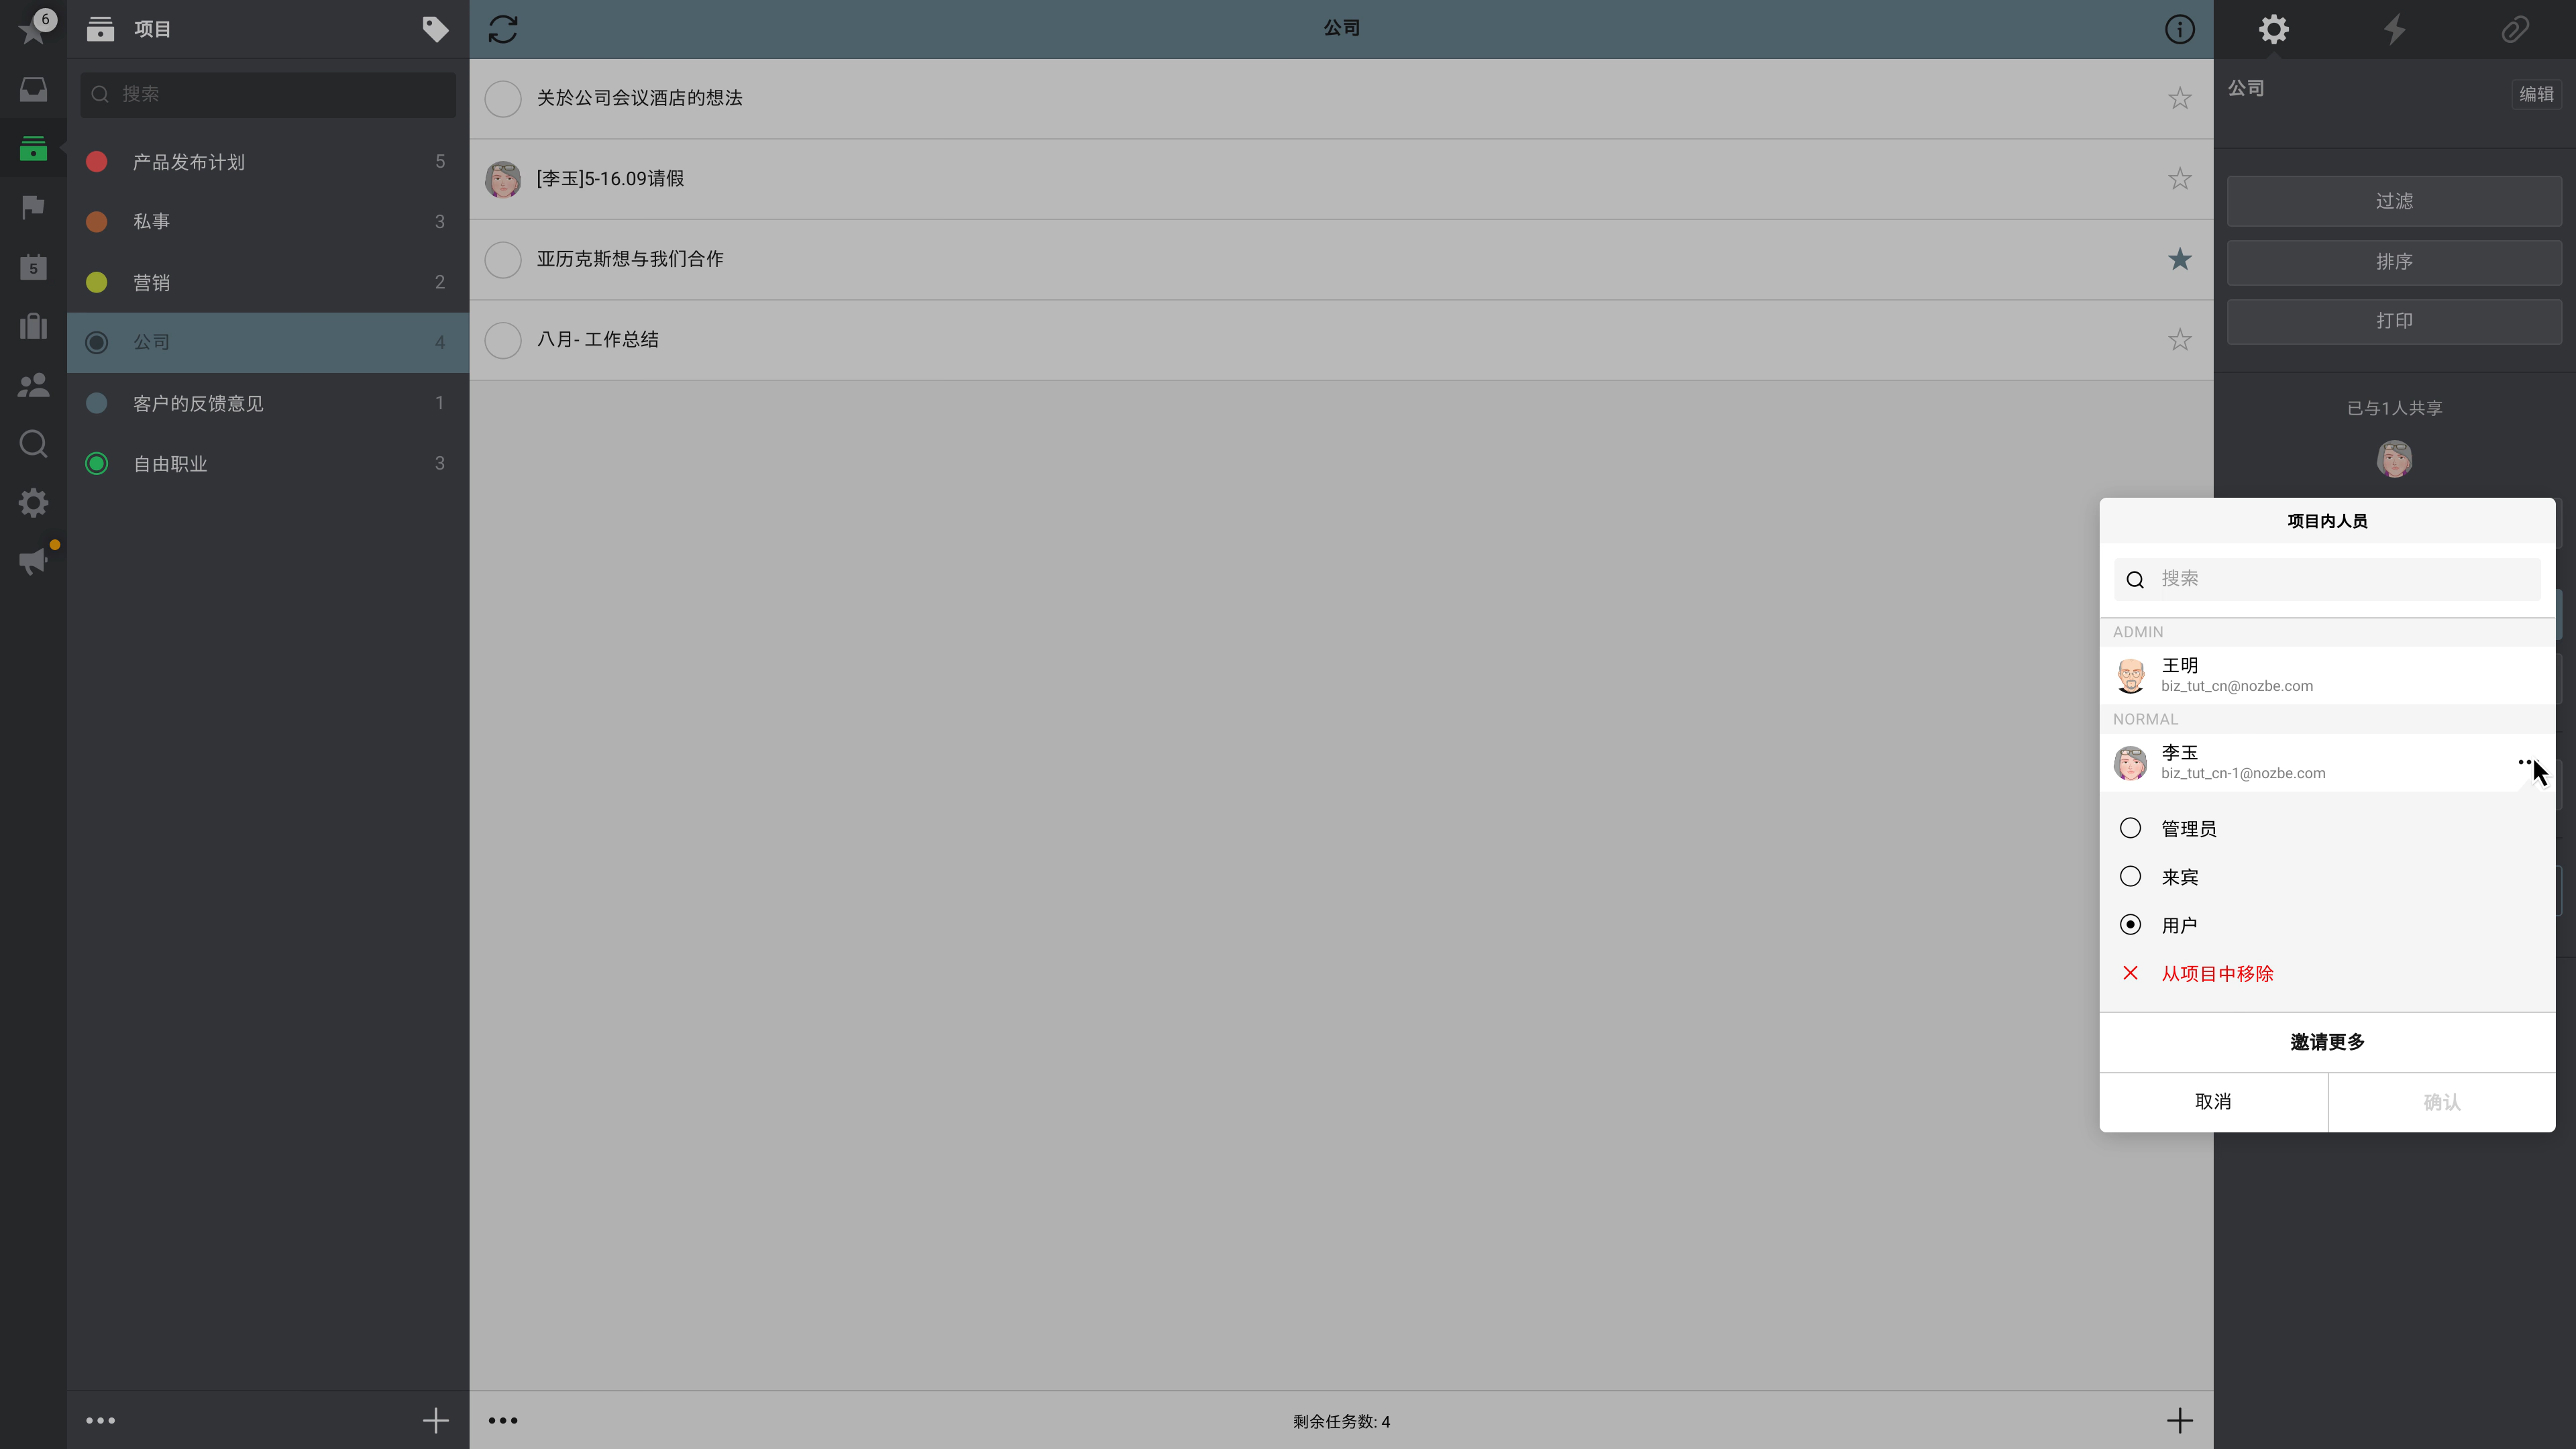 6
项目
搜索
产品发布计划 5
私事 3
营销 2
公司 4
客户的反馈意见 1
自由职业 3
5
公司
关於公司会议酒店的想法
[李玉]5-16.09请假
亚历克斯想与我们合作
八月- 工作总结
剩余任务数: 4
公司
编辑
过滤
排序
打印
已与1人共享
项目内人员
搜索
ADMIN
王明
biz_tut_cn@nozbe.com
NORMAL
李玉
biz_tut_cn-1@nozbe.com
管理员
来宾
用户
从项目中移除
邀请更多
取消 确认